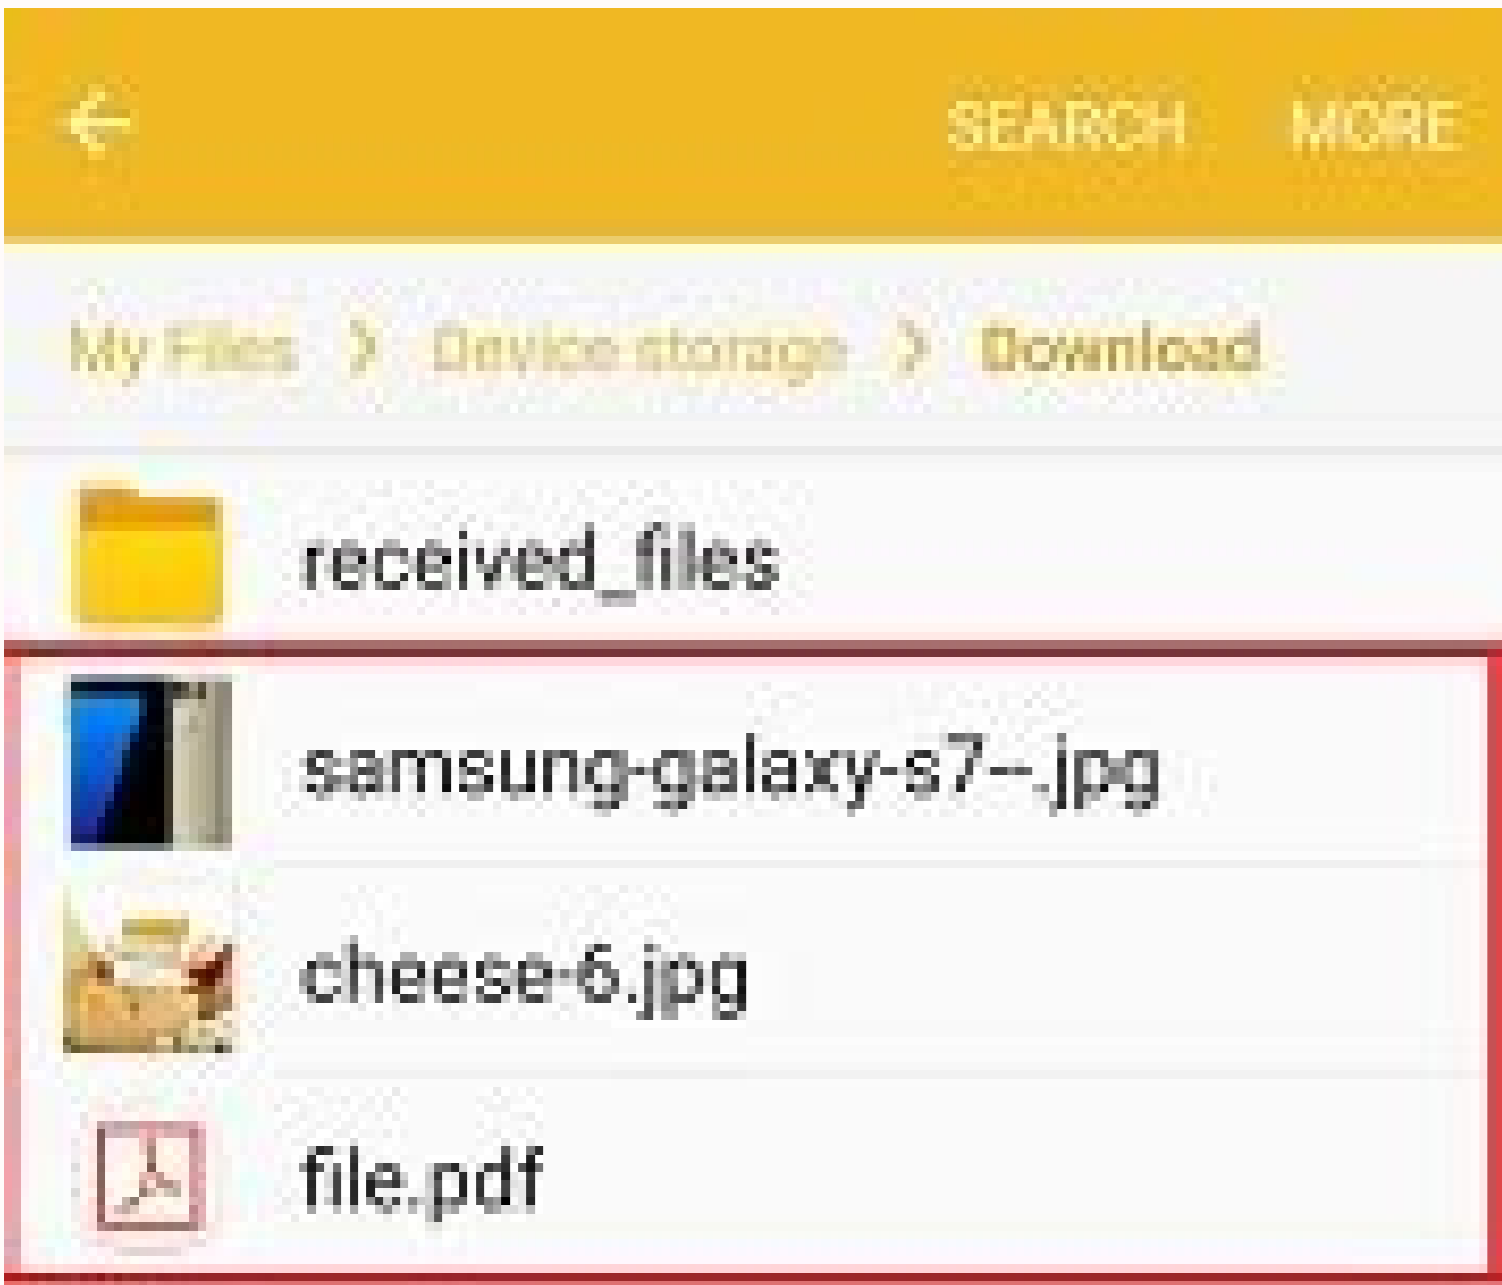 SEARCH MORE
My Files > Device storage > Download
received_files
samsung-galaxy-s7--.jpg
cheese-6.jpg
file.pdf